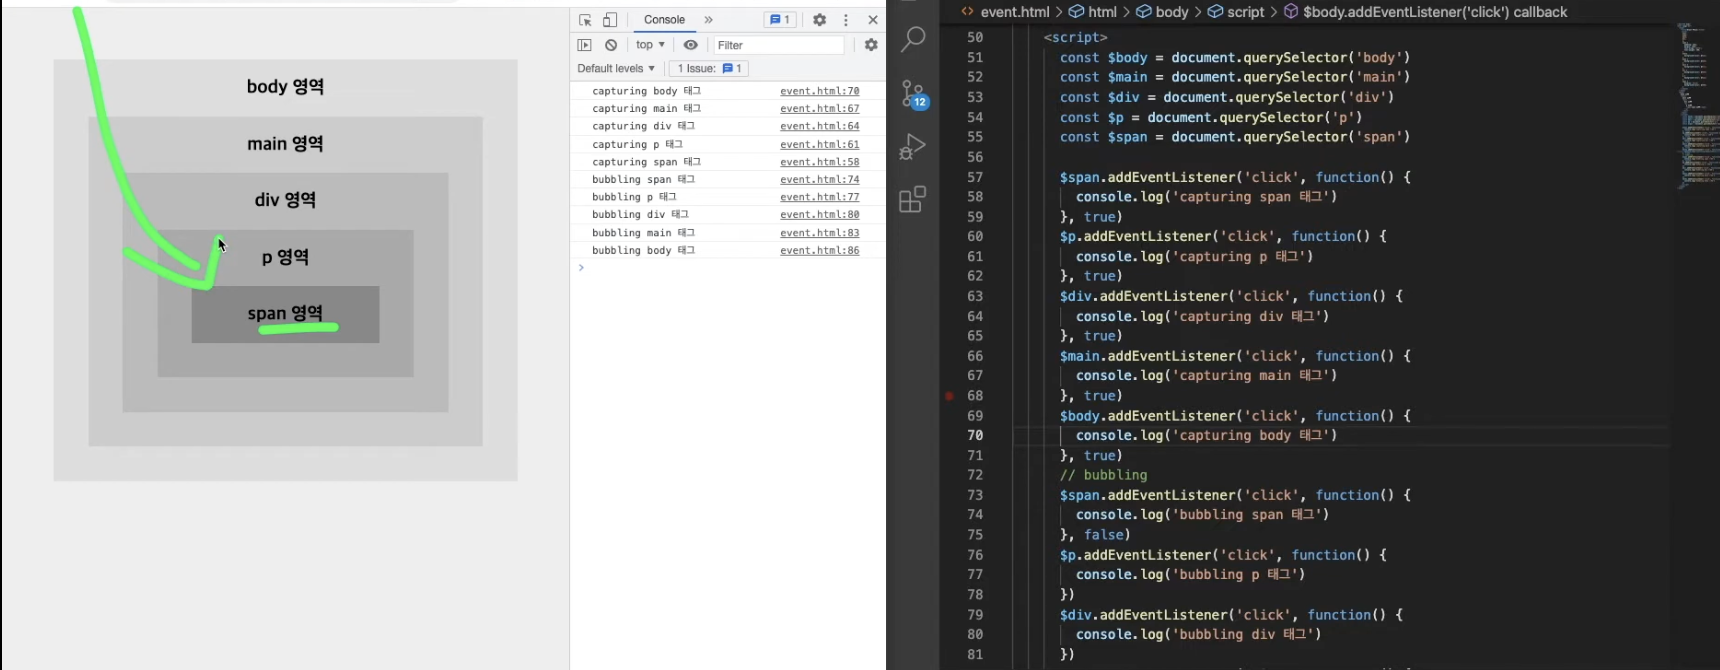 body 영역
main 영역
div 영역
p 영역
span 영역
Console » 1
top Filter
Default levels 1 Issue: 1
capturing body 태그 event.html:70
capturing main 태그 event.html:67
capturing div 태그 event.html:64
capturing p 태그 event.html:61
capturing span 태그 event.html:58
bubbling span 태그 event.html:74
bubbling p 태그 event.html:77
bubbling div 태그 event.html:80
bubbling main 태그 event.html:83
bubbling body 태그 event.html:86
>
12
event.html > html > body > script > $body.addEventListener('click') callback
50 <script>
51 const $body = document.querySelector('body')
52 const $main = document.querySelector('main')
53 const $div = document.querySelector('div')
54 const $p = document.querySelector('p')
55 const $span = document.querySelector('span')
56
57 $span.addEventListener('click', function() {
58 console.log('capturing span 태그')
59 }, true)
60 $p.addEventListener('click', function() {
61 console.log('capturing p 태그')
62 }, true)
63 $div.addEventListener('click', function() {
64 console.log('capturing div 태그')
65 }, true)
66 $main.addEventListener('click', function() {
67 console.log('capturing main 태그')
68 }, true)
69 $body.addEventListener('click', function() {
70 console.log('capturing body 태그')
71 }, true)
72 // bubbling
73 $span.addEventListener('click', function() {
74 console.log('bubbling span 태그')
75 }, false)
76 $p.addEventListener('click', function() {
77 console.log('bubbling p 태그')
78 })
79 $div.addEventListener('click', function() {
80 console.log('bubbling div 태그')
81 })